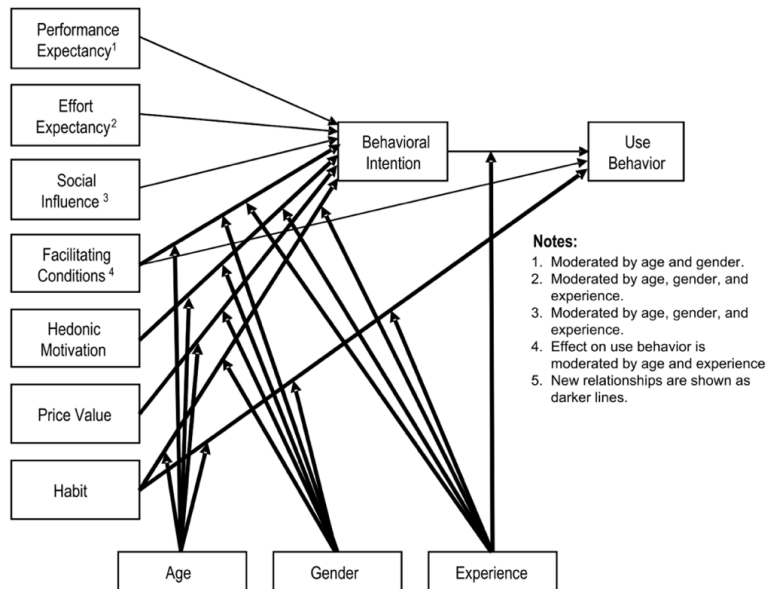 Performance
Expectancy1
Effort
Expectancy2
Social
Influence 3
Facilitating
Conditions 4
Hedonic
Motivation
Price Value
Habit
Behavioral
Intention
Use
Behavior
Notes:
1. Moderated by age and gender.
2. Moderated by age, gender, and
experience.
3. Moderated by age, gender, and
experience.
4. Effect on use behavior is
moderated by age and experience
5. New relationships are shown as
darker lines.
Age
Gender
Experience